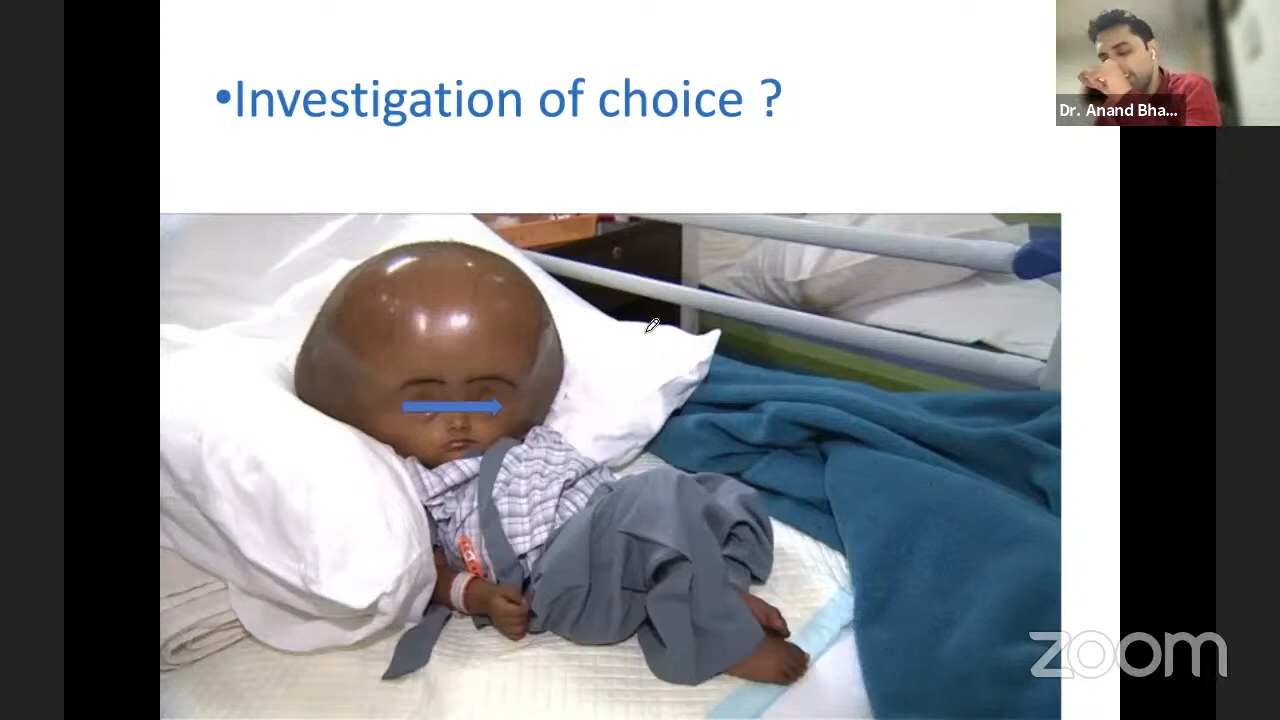 •Investigation of choice ?
Dr. Anand Bha...
zoom